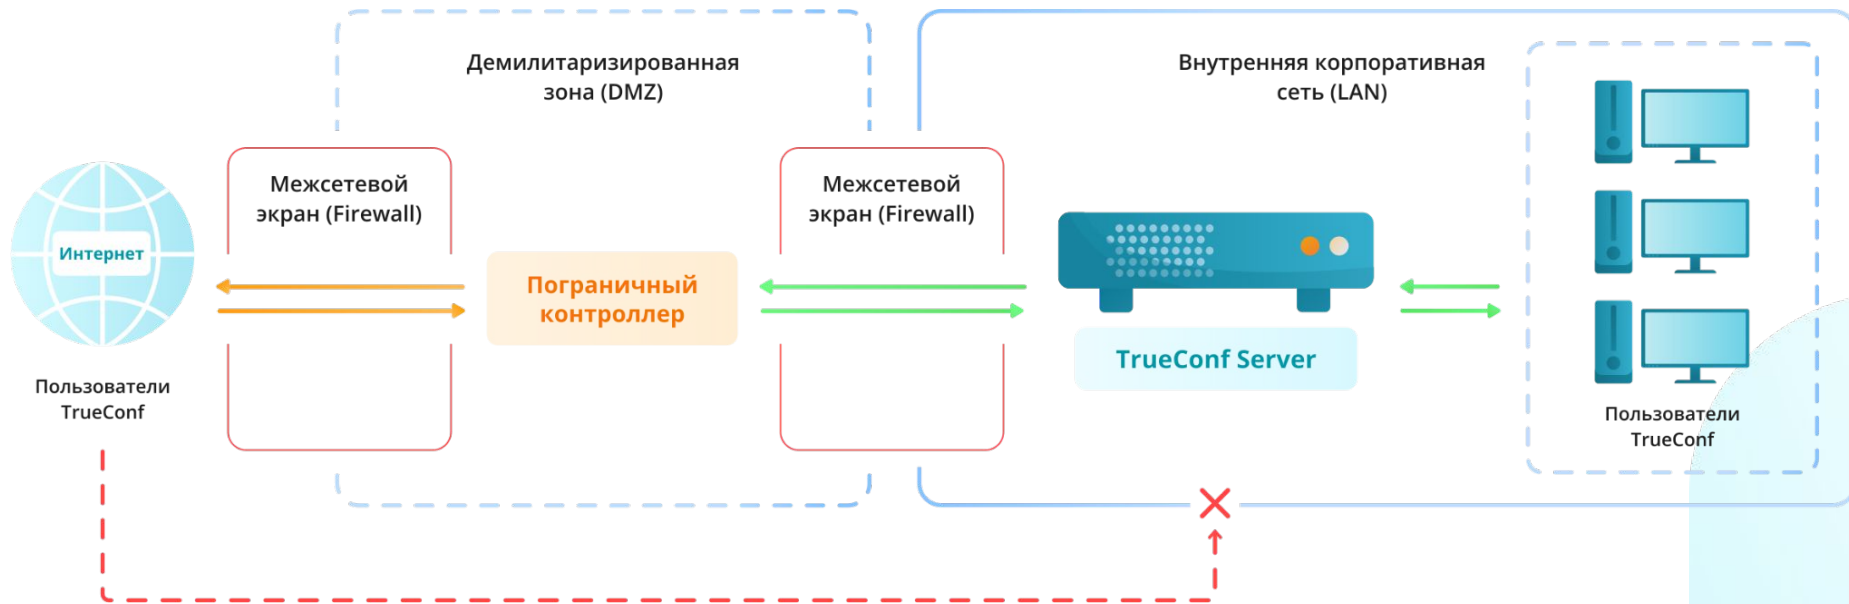 Демилитаризированная
зона (DMZ)
Внутренняя корпоративная
сеть (LAN)
Межсетевой
экран (Firewall)
Межсетевой
экран (Firewall)
Интернет
Пограничный
контроллер
TrueConf Server
Пользователи
TrueConf
Пользователи
TrueConf